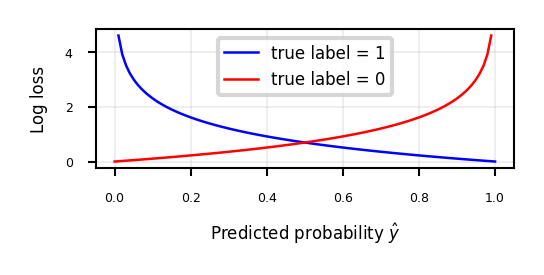 4
2
0
Log loss
true label = 1
true label = 0
0.0 0.2 0.4 0.6 0.8 1.0
Predicted probability ŷ